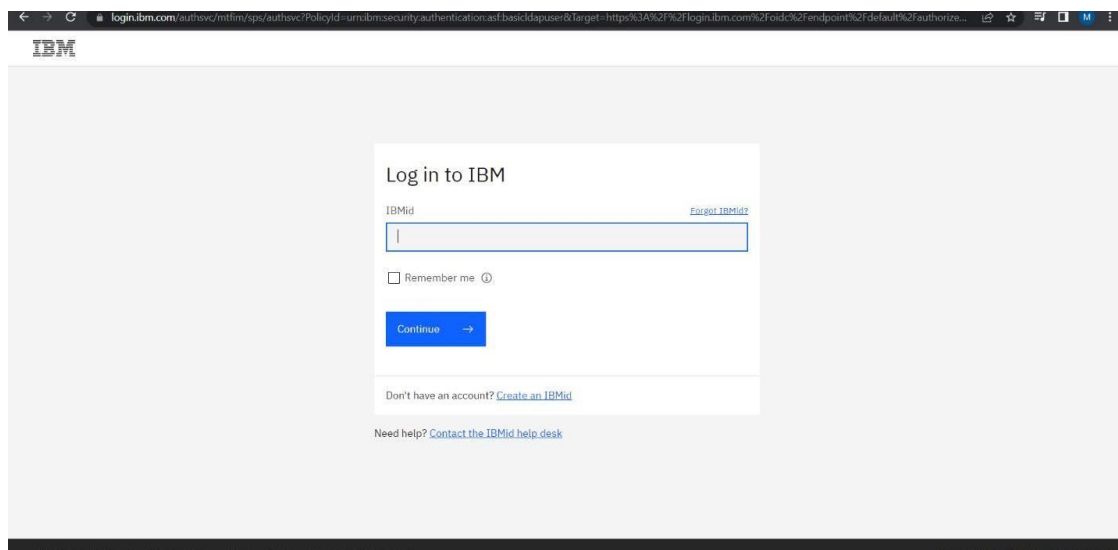 login.ibm.com/authsvc/mtfim/sps/authsvc?PolicyId=urn:ibm:security:authentication:asf:basicldapuser&Target=https%3A%2F%2Flogin.ibm.com%2Foidc%2Fendpoint%2Fdefault%2Fauthorize...
M
IBM
Log in to IBM
IBMid Forgot IBMid?
Remember me
Continue →
Don't have an account? Create an IBMid
Need help? Contact the IBMid help desk